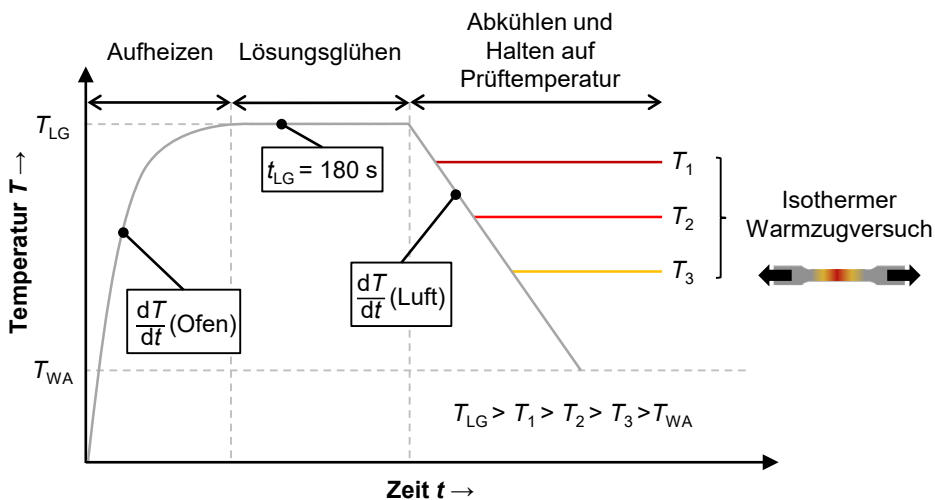 Aufheizen
Lösungsglühen
Abkühlen und
Halten auf
Prüftemperatur
Temperatur T →
T_LG
t_LG = 180 s
T_1
T_2
T_3
Isothermer
Warmzugversuch
dT/dt (Ofen)
dT/dt (Luft)
T_WA
T_LG > T_1 > T_2 > T_3 > T_WA
Zeit t →